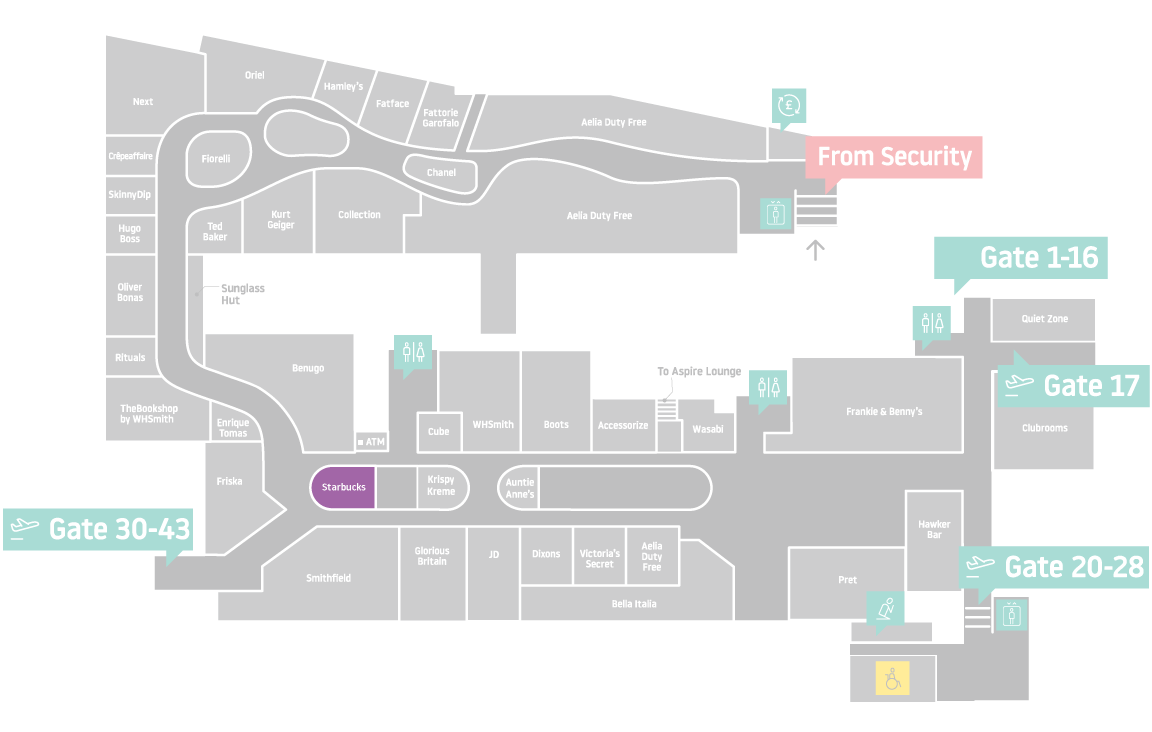 Oriel
Next
Hamley's
Fatface
Fattorie
Garofalo
Aelia Duty Free
£
From Security
Crêpeaffaire
Fiorelli
Chanel
SkinnyDip
Hugo
Boss
Ted
Baker
Kurt
Geiger
Collection
Aelia Duty Free
Gate 1-16
Oliver
Bonas
Sunglass
Hut
Quiet Zone
Rituals
Benugo
To Aspire Lounge
Gate 17
TheBookshop
by WHSmith
Enrique
Tomas
ATM
Cube
WHSmith
Boots
Accessorize
Wasabi
Frankie & Benny's
Clubrooms
Friska
Starbucks
Krispy
Kreme
Auntie
Anne's
Gate 30-43
Hawker
Bar
Smithfield
Glorious
Britain
JD
Dixons
Victoria's
Secret
Aelia
Duty
Free
Gate 20-28
Pret
Bella Italia